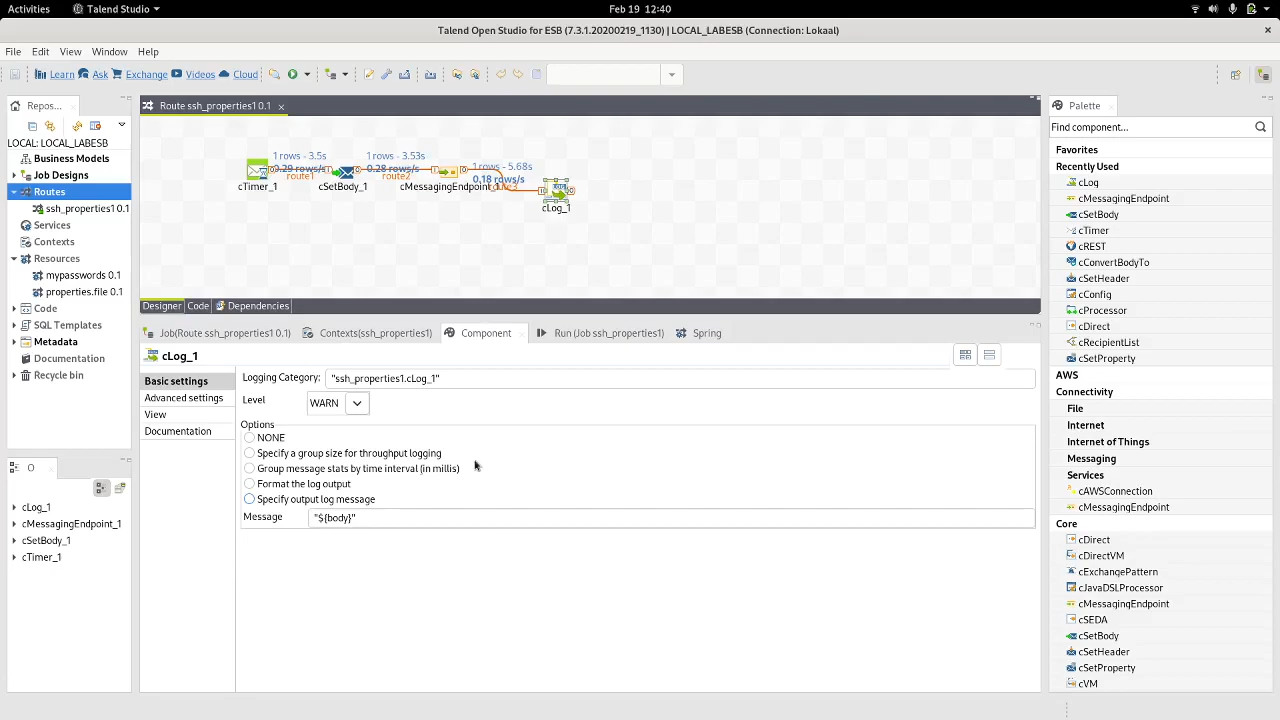 Activities Talend Studio Feb 19 12:40
Talend Open Studio for ESB (7.3.1.20200219_1130) | LOCAL_LABESB (Connection: Lokaal)
File Edit View Window Help
Learn Ask Exchange Videos Cloud
Repos...
LOCAL: LOCAL_LABESB
Business Models
Job Designs
Routes
ssh_properties1 0.1
Services
Contexts
Resources
mypasswords 0.1
properties.file 0.1
Code
SQL Templates
Metadata
Documentation
Recycle bin
O
cLog_1
cMessagingEndpoint_1
cSetBody_1
cTimer_1
Route ssh_properties1 0.1
1 rows - 3.5s 1 rows - 3.53s 1 rows - 5.68s
0.29 rows/s 0.28 rows/s 0.18 rows/s
route1 route2 route3
cTimer_1 cSetBody_1 cMessagingEndpoint
cLog_1
Designer Code Dependencies
Job(Route ssh_properties1 0.1) Contexts(ssh_properties1) Component Run (Job ssh_properties1) Spring
cLog_1
Basic settings
Advanced settings
View
Documentation
Logging Category: "ssh_properties1.cLog_1"
Level WARN
Options
NONE
Specify a group size for throughput logging
Group message stats by time interval (in millis)
Format the log output
Specify output log message
Message "${body}"
Palette
Find component...
Favorites
Recently Used
cLog
cMessagingEndpoint
cSetBody
cTimer
cREST
cConvertBodyTo
cSetHeader
cConfig
cProcessor
cDirect
cRecipientList
cSetProperty
AWS
Connectivity
File
Internet
Internet of Things
Messaging
Services
cAWSConnection
cMessagingEndpoint
Core
cDirect
cDirectVM
cExchangePattern
cJavaDSLProcessor
cMessagingEndpoint
cSEDA
cSetBody
cSetHeader
cSetProperty
cVM